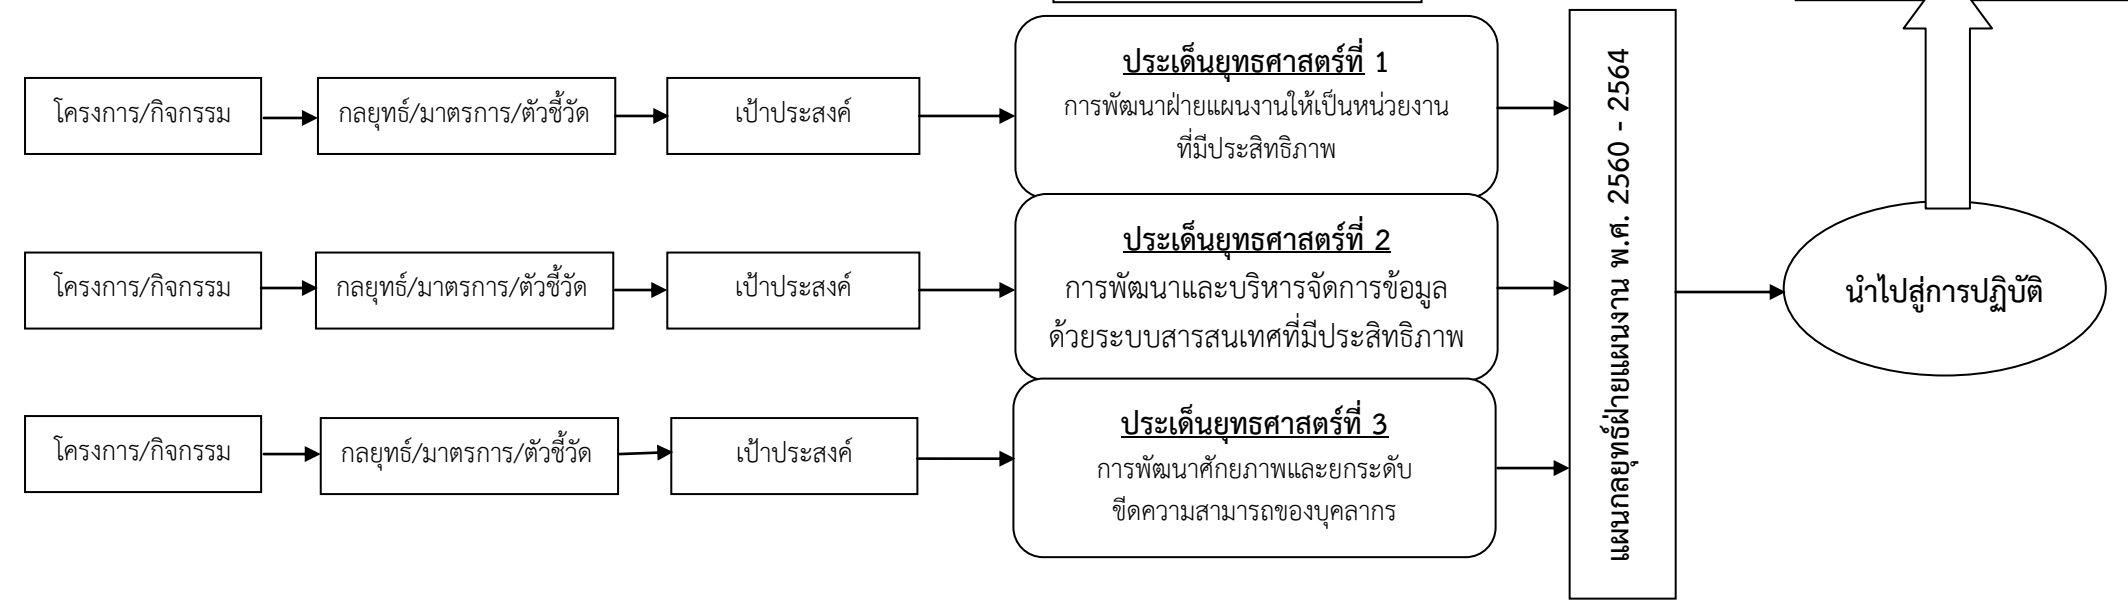 โครงการ/กิจกรรม
กลยุทธ์/มาตรการ/ตัวชี้วัด
เป้าประสงค์
ประเด็นยุทธศาสตร์ที่ 1
การพัฒนาฝ่ายแผนงานให้เป็นหน่วยงาน
ที่มีประสิทธิภาพ
โครงการ/กิจกรรม
กลยุทธ์/มาตรการ/ตัวชี้วัด
เป้าประสงค์
ประเด็นยุทธศาสตร์ที่ 2
การพัฒนาและบริหารจัดการข้อมูล
ด้วยระบบสารสนเทศที่มีประสิทธิภาพ
โครงการ/กิจกรรม
กลยุทธ์/มาตรการ/ตัวชี้วัด
เป้าประสงค์
ประเด็นยุทธศาสตร์ที่ 3
การพัฒนาศักยภาพและยกระดับ
ขีดความสามารถของบุคลากร
แผนกลยุทธ์ฝ่ายแผนงาน พ.ศ. 2560 - 2564
นำไปสู่การปฏิบัติ